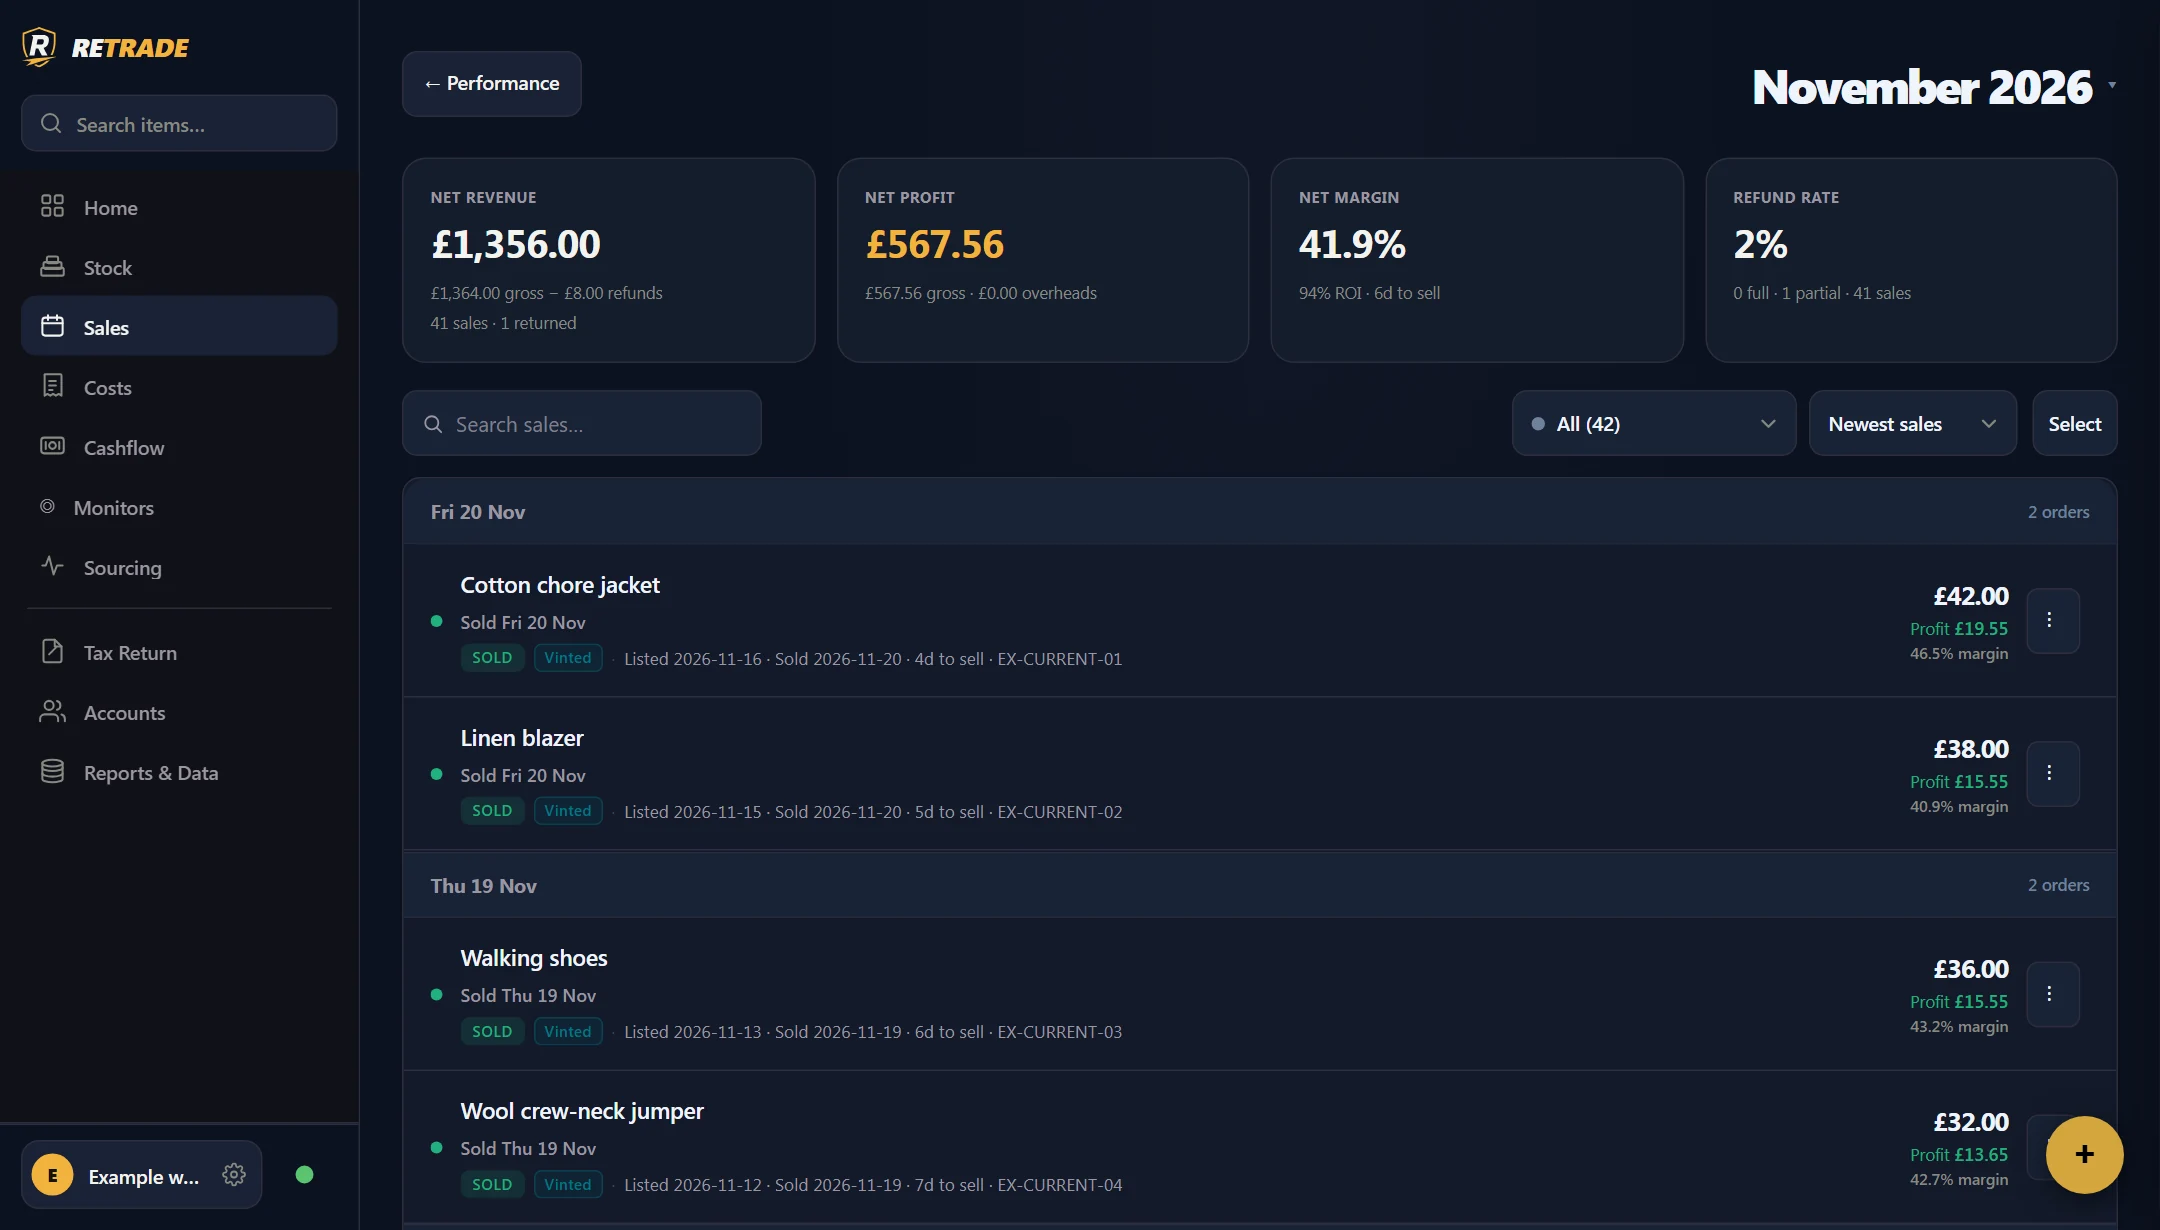 RETRADE
Search items...
Home
Stock
Sales
Costs
Cashflow
Monitors
Sourcing
Tax Return
Accounts
Reports & Data
E
Example w...
← Performance
November 2026
NET REVENUE
£1,356.00
£1,364.00 gross − £8.00 refunds
41 sales · 1 returned
NET PROFIT
£567.56
£567.56 gross · £0.00 overheads
NET MARGIN
41.9%
94% ROI · 6d to sell
REFUND RATE
2%
0 full · 1 partial · 41 sales
Search sales...
All (42)
Newest sales
Select
Fri 20 Nov
2 orders
Cotton chore jacket
Sold Fri 20 Nov
SOLD Vinted · Listed 2026-11-16 · Sold 2026-11-20 · 4d to sell · EX-CURRENT-01
£42.00
Profit £19.55
46.5% margin
Linen blazer
Sold Fri 20 Nov
SOLD Vinted · Listed 2026-11-15 · Sold 2026-11-20 · 5d to sell · EX-CURRENT-02
£38.00
Profit £15.55
40.9% margin
Thu 19 Nov
2 orders
Walking shoes
Sold Thu 19 Nov
SOLD Vinted · Listed 2026-11-13 · Sold 2026-11-19 · 6d to sell · EX-CURRENT-03
£36.00
Profit £15.55
43.2% margin
Wool crew-neck jumper
Sold Thu 19 Nov
SOLD Vinted · Listed 2026-11-12 · Sold 2026-11-19 · 7d to sell · EX-CURRENT-04
£32.00
Profit £13.65
42.7% margin
+